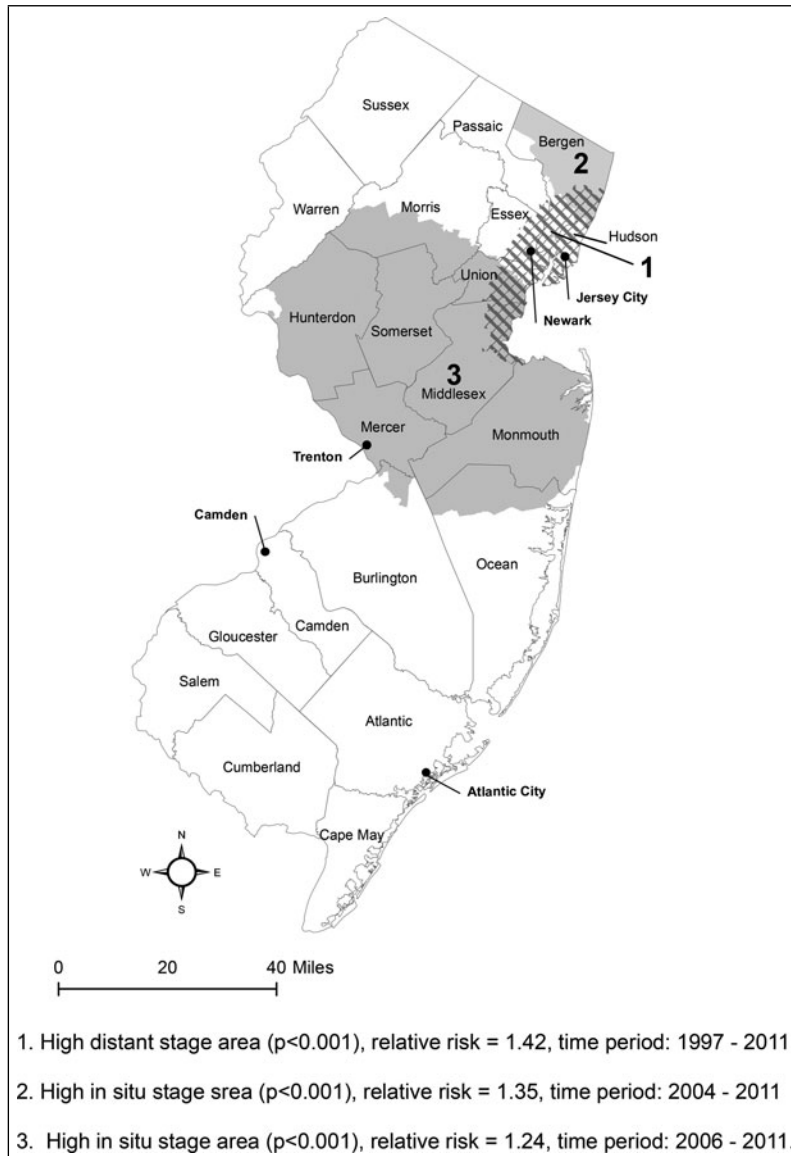 Sussex
Passaic
Bergen
2
Warren
Morris
Essex
Hudson
1
Union
Jersey City
Newark
Hunterdon
Somerset
3
Middlesex
Mercer
Monmouth
Trenton
Camden
Burlington
Ocean
Camden
Gloucester
Salem
Atlantic
Cumberland
Atlantic City
Cape May
N
W E
S
0 20 40 Miles
1. High distant stage area (p<0.001), relative risk = 1.42, time period: 1997 - 2011
2. High in situ stage srea (p<0.001), relative risk = 1.35, time period: 2004 - 2011
3. High in situ stage area (p<0.001), relative risk = 1.24, time period: 2006 - 2011.